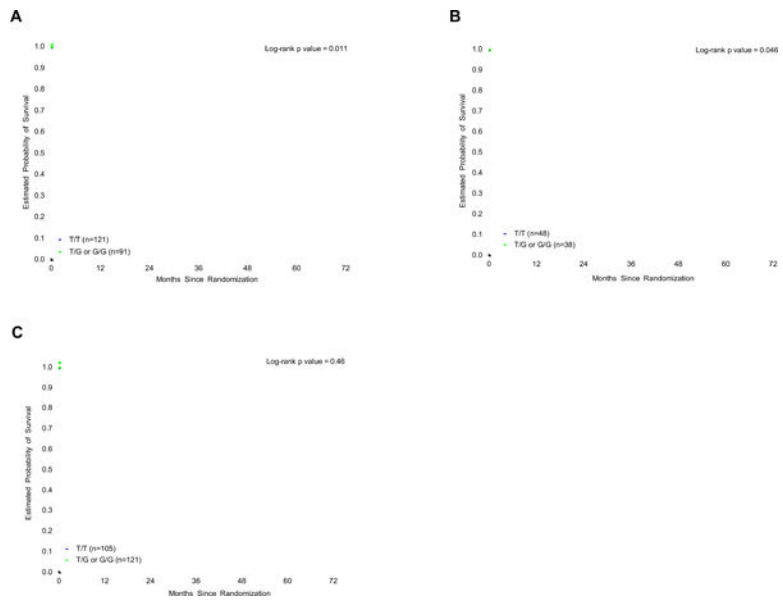 A
Log-rank p value = 0.011
Estimated Probability of Survival
1.0
0.9
0.8
0.7
0.6
0.5
0.4
0.3
0.2
0.1
0.0
T/T (n=121)
T/G or G/G (n=91)
0 12 24 36 48 60 72
Months Since Randomization
B
Log-rank p value = 0.046
Estimated Probability of Survival
1.0
0.9
0.8
0.7
0.6
0.5
0.4
0.3
0.2
0.1
0.0
T/T (n=48)
T/G or G/G (n=38)
0 12 24 36 48 60 72
Months Since Randomization
C
Log-rank p value = 0.46
Estimated Probability of Survival
1.0
0.9
0.8
0.7
0.6
0.5
0.4
0.3
0.2
0.1
0.0
T/T (n=105)
T/G or G/G (n=121)
0 12 24 36 48 60 72
Months Since Randomization